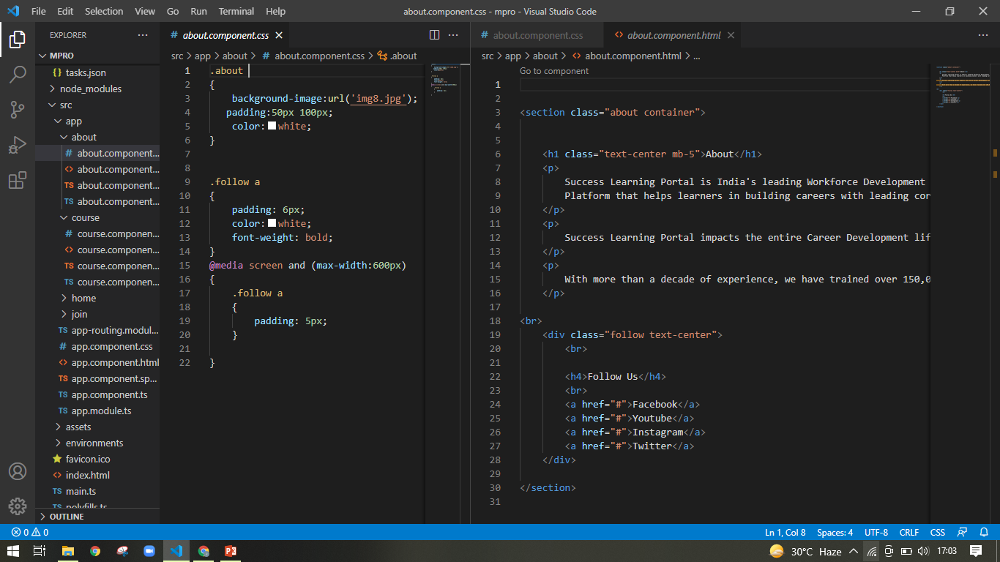 File Edit Selection View Go Run Terminal Help
about.component.css - mpro - Visual Studio Code
EXPLORER
MPRO
tasks.json
node_modules
src
app
about
about.component...
about.component...
about.component...
about.component...
course
course.componen...
course.componen...
course.componen...
course.componen...
home
join
app-routing.modul...
app.component.css
app.component.html
app.component.sp...
app.component.ts
app.module.ts
assets
environments
favicon.ico
index.html
main.ts
polyfills.ts
OUTLINE
about.component.css
src > app > about > # about.component.css > .about
1 .about
2 {
3 background-image:url('img8.jpg');
4 padding:50px 100px;
5 color:white;
6 }
7
8
9 .follow a
10 {
11 padding: 6px;
12 color:white;
13 font-weight: bold;
14 }
15 @media screen and (max-width:600px)
16 {
17 .follow a
18 {
19 padding: 5px;
20 }
21
22 }
# about.component.css
<> about.component.html
src > app > about > <> about.component.html > ...
Go to component
1
2
3 <section class="about container">
4
5
6 <h1 class="text-center mb-5">About</h1>
7 <p>
8 Success Learning Portal is India's leading Workforce Development
9 Platform that helps learners in building careers with leading cor
10 </p>
11 <p>
12 Success Learning Portal impacts the entire Career Development lif
13 </p>
14 <p>
15 With more than a decade of experience, we have trained over 150,0
16 </p>
17
18 <br>
19 <div class="follow text-center">
20 <br>
21
22 <h4>Follow Us</h4>
23 <br>
24 <a href="#">Facebook</a>
25 <a href="#">Youtube</a>
26 <a href="#">Instagram</a>
27 <a href="#">Twitter</a>
28 </div>
29
30 </section>
31
0 0
Ln 1, Col 8 Spaces: 4 UTF-8 CRLF CSS
30°C Haze 17:03